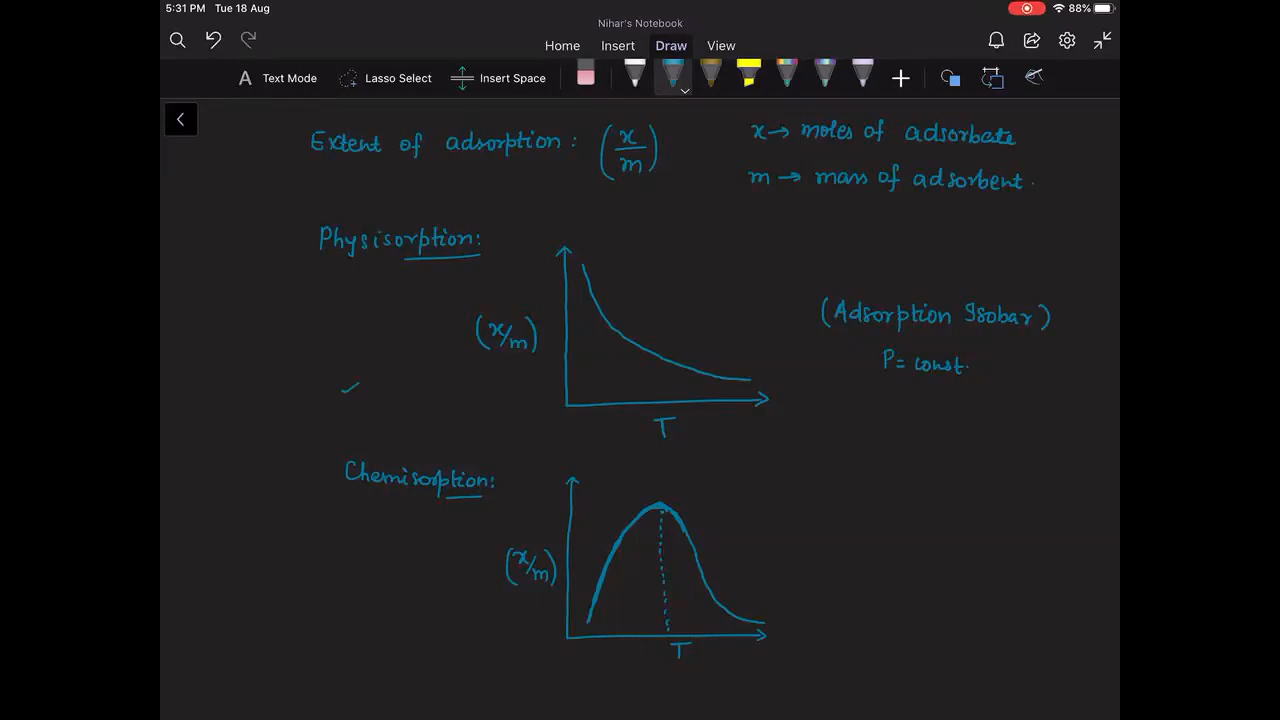 5:31 PM Tue 18 Aug
88%
Nihar's Notebook
Home Insert Draw View
Text Mode Lasso Select Insert Space
Extent of adsorption: (x/m)
x → moles of adsorbate
m → mass of adsorbent.
Physisorption:
(x/m)
T
(Adsorption Isobar)
P = const.
Chemisorption:
(x/m)
T